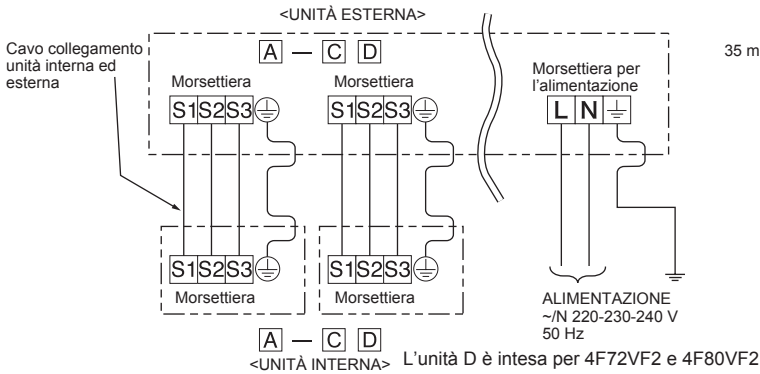 <UNITÀ ESTERNA>
Cavo collegamento
unità interna ed
esterna
A — C D
35 m
Morsettiera
Morsettiera
Morsettiera per
l'alimentazione
S1 S2 S3
S1 S2 S3
L N
S1 S2 S3
S1 S2 S3
Morsettiera
Morsettiera
ALIMENTAZIONE
~/N 220-230-240 V
50 Hz
A — C D
<UNITÀ INTERNA>
L'unità D è intesa per 4F72VF2 e 4F80VF2